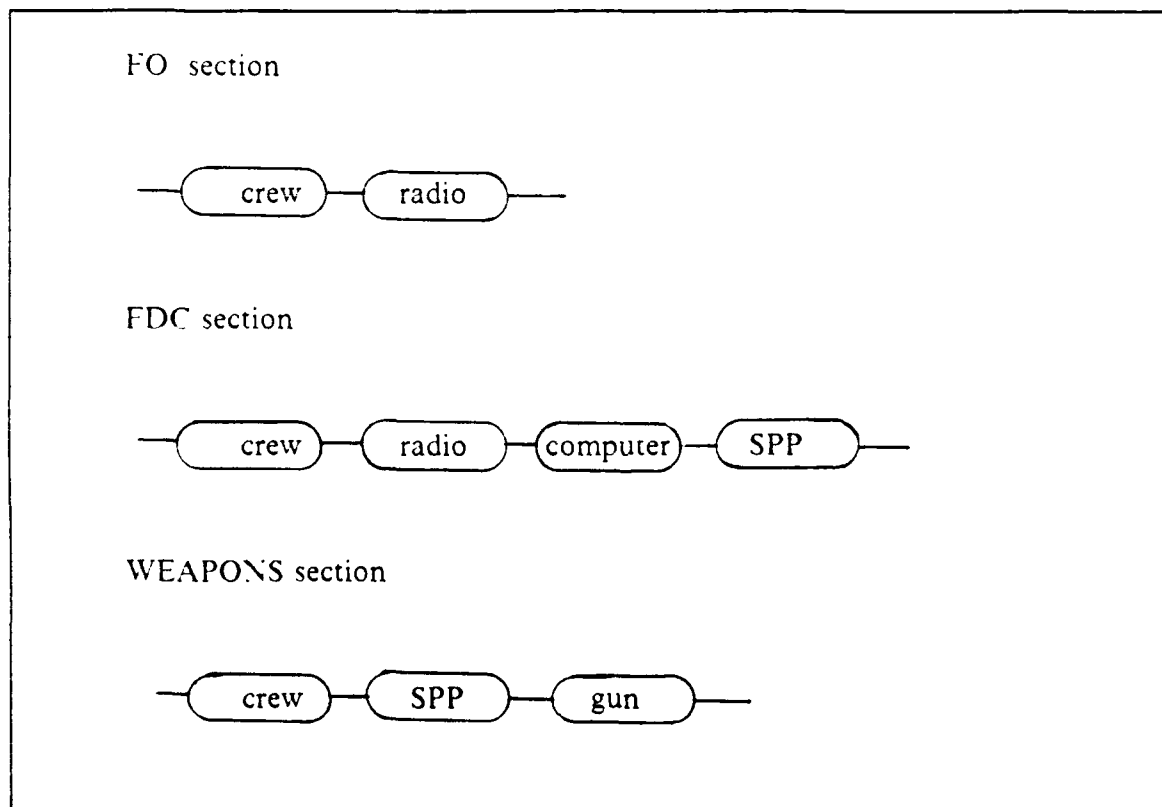 FO section
crew radio
FDC section
crew radio computer SPP
WEAPONS section
crew SPP gun